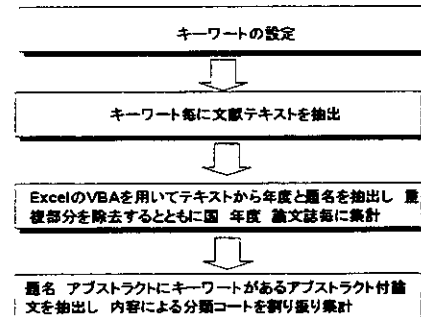 キーワートの設定
キーワート毎に文献テキストを抽出
ExcelのVBAを用いてテキストから年度と題名を抽出し 重
複部分を除去するとともに国 年度 論文誌毎に集計
題名 アブストラクトにキーワートがあるアブストラクト付論
文を抽出し 内容による分類コートを割り振り集計